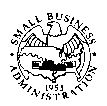 SMALL BUSINESS
ADMINISTRATION
1953